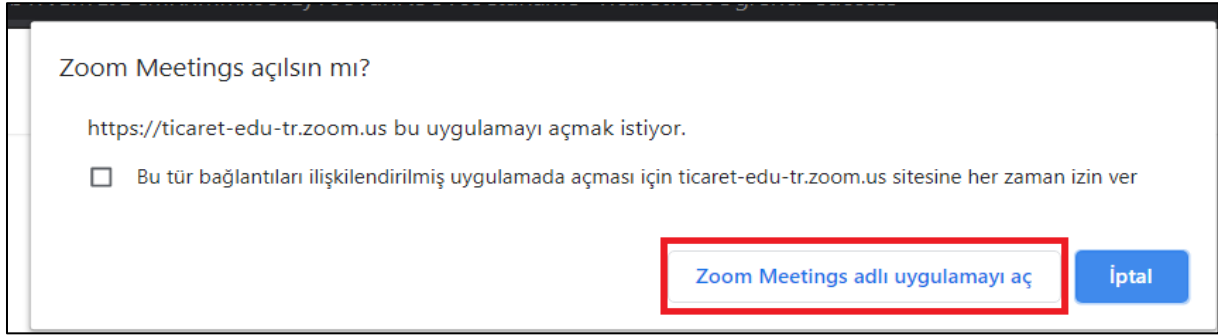 Zoom Meetings açılsın mı?
https://ticaret-edu-tr.zoom.us bu uygulamayı açmak istiyor.
Bu tür bağlantıları ilişkilendirilmiş uygulamada açması için ticaret-edu-tr.zoom.us sitesine her zaman izin ver
Zoom Meetings adlı uygulamayı aç
İptal